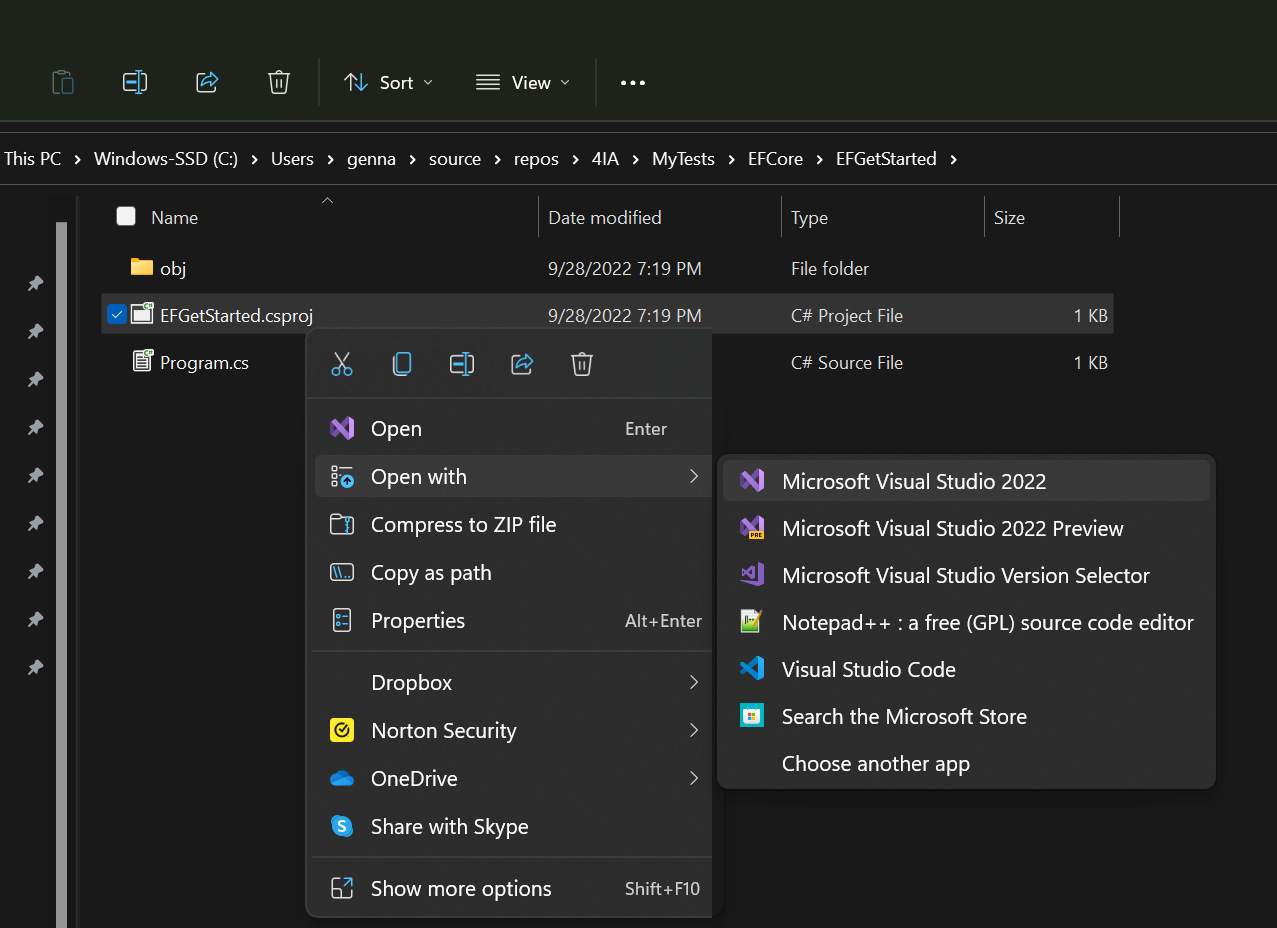 Sort View
This PC > Windows-SSD (C:) > Users > genna > source > repos > 4IA > MyTests > EFCore > EFGetStarted >
Name Date modified Type Size
obj 9/28/2022 7:19 PM File folder
EFGetStarted.csproj 9/28/2022 7:19 PM C# Project File 1 KB
Program.cs C# Source File 1 KB
Open Enter
Open with
Compress to ZIP file
Copy as path
Properties Alt+Enter
Dropbox
Norton Security
OneDrive
Share with Skype
Show more options Shift+F10
Microsoft Visual Studio 2022
PRE Microsoft Visual Studio 2022 Preview
Microsoft Visual Studio Version Selector
Notepad++ : a free (GPL) source code editor
Visual Studio Code
Search the Microsoft Store
Choose another app